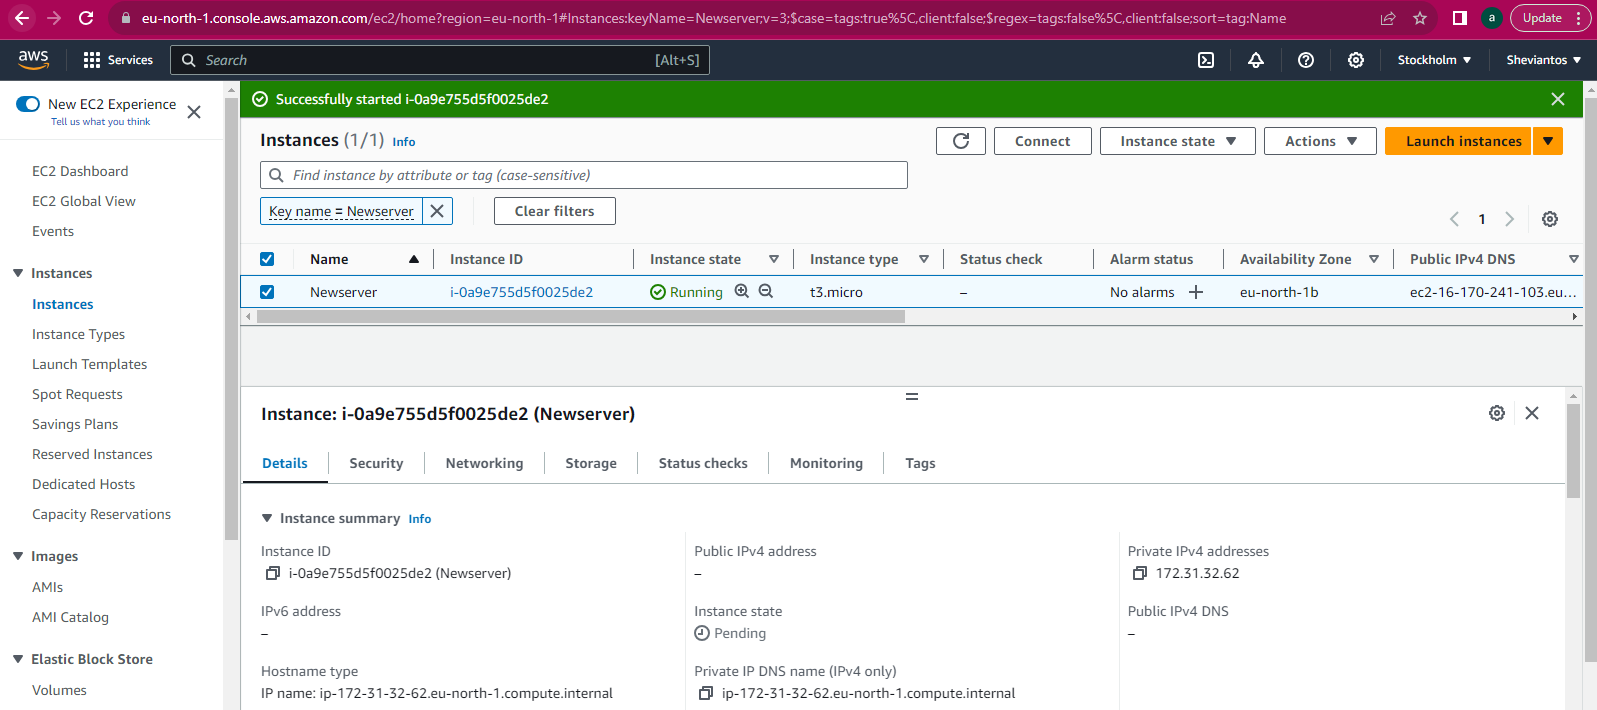 eu-north-1.console.aws.amazon.com/ec2/home?region=eu-north-1#Instances:keyName=Newserver;v=3;$case=tags:true%5C,client:false;$regex=tags:false%5C,client:false;sort=tag:Name
a
Update
aws
Services
Search
[Alt+S]
Stockholm
Sheviantos
New EC2 Experience
Tell us what you think
EC2 Dashboard
EC2 Global View
Events
Instances
Instances
Instance Types
Launch Templates
Spot Requests
Savings Plans
Reserved Instances
Dedicated Hosts
Capacity Reservations
Images
AMIs
AMI Catalog
Elastic Block Store
Volumes
Successfully started i-0a9e755d5f0025de2
Instances (1/1) Info
Connect
Instance state
Actions
Launch instances
Find instance by attribute or tag (case-sensitive)
Key name = Newserver
Clear filters
1
Name Instance ID Instance state Instance type Status check Alarm status Availability Zone Public IPv4 DNS
Newserver i-0a9e755d5f0025de2 Running t3.micro – No alarms eu-north-1b ec2-16-170-241-103.eu...
Instance: i-0a9e755d5f0025de2 (Newserver)
Details Security Networking Storage Status checks Monitoring Tags
Instance summary Info
Instance ID
i-0a9e755d5f0025de2 (Newserver)
Public IPv4 address
–
Private IPv4 addresses
172.31.32.62
IPv6 address
–
Instance state
Pending
Public IPv4 DNS
–
Hostname type
IP name: ip-172-31-32-62.eu-north-1.compute.internal
Private IP DNS name (IPv4 only)
ip-172-31-32-62.eu-north-1.compute.internal